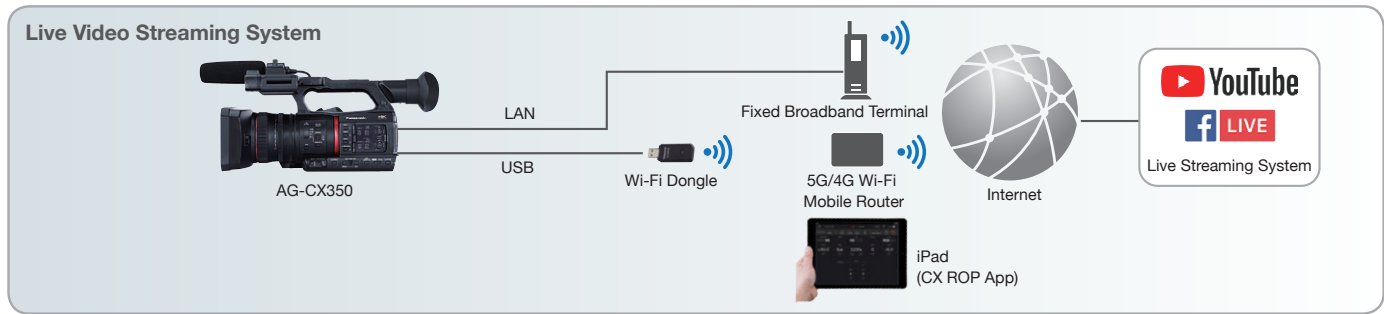 Live Video Streaming System
LAN
USB
AG-CX350
Wi-Fi Dongle
Fixed Broadband Terminal
5G/4G Wi-Fi
Mobile Router
iPad
(CX ROP App)
Internet
YouTube
f LIVE
Live Streaming System